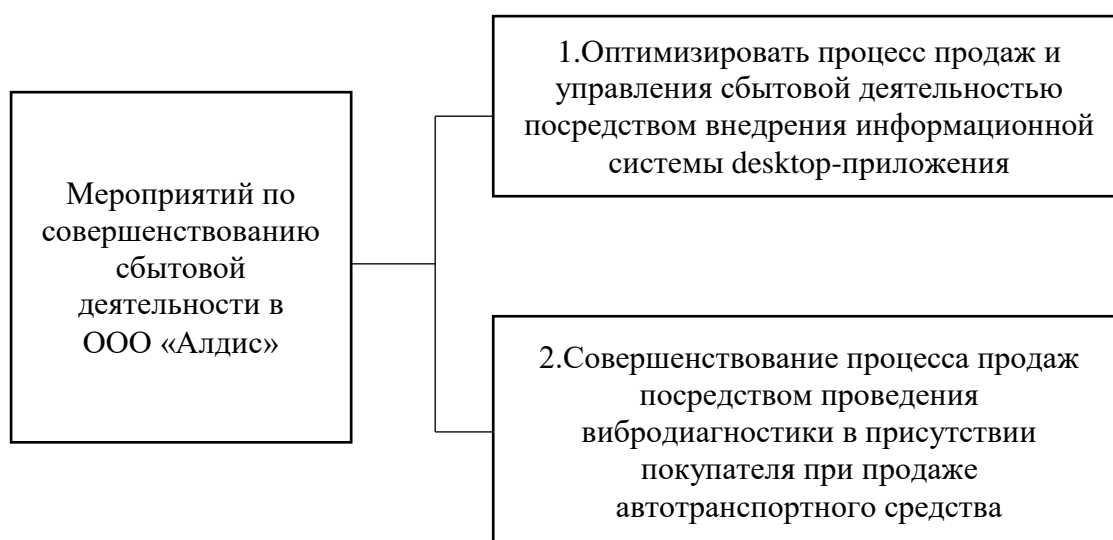 Мероприятий по
совершенствованию
сбытовой
деятельности в
ООО «Алдис»
1.Оптимизировать процесс продаж и
управления сбытовой деятельностью
посредством внедрения информационной
системы desktop-приложения
2.Совершенствование процесса продаж
посредством проведения
вибродиагностики в присутствии
покупателя при продаже
автотранспортного средства